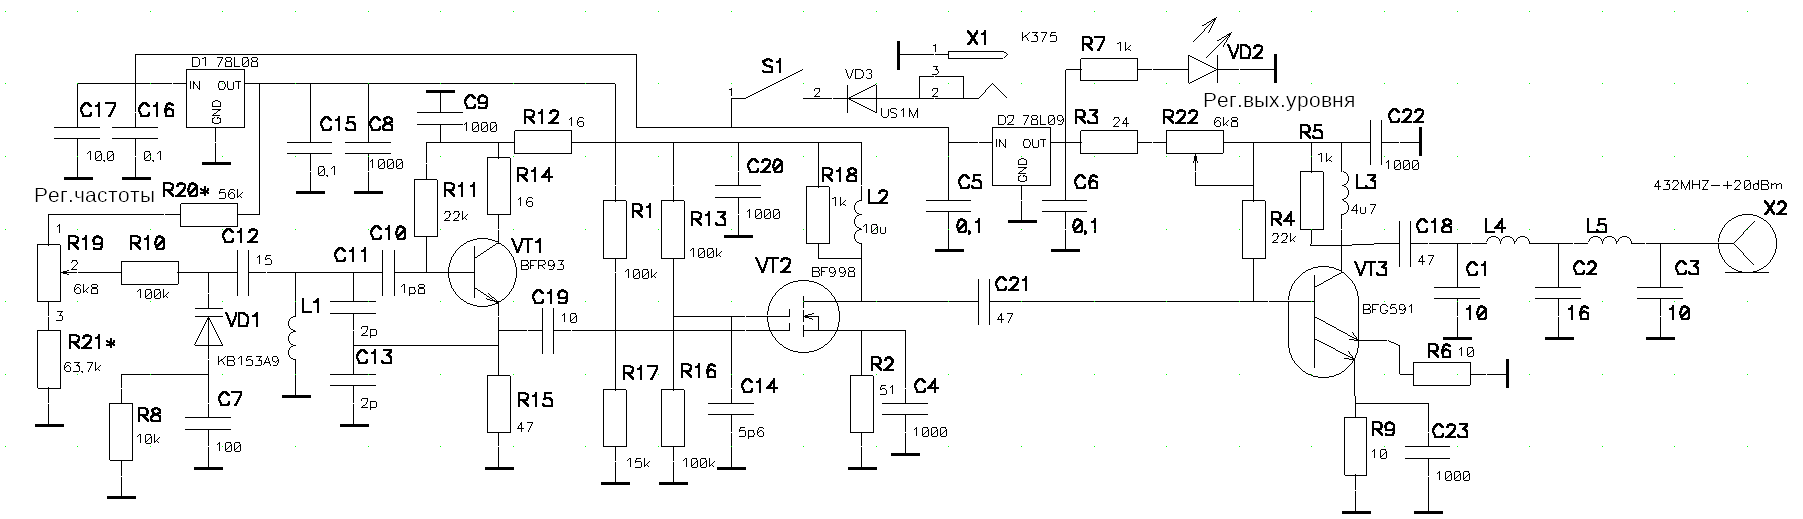 D1 78L08
IN OUT
GND
C17
10,0
C16
0,1
C15
0,1
C8
1000
C9
1000
R12 16
S1
1 2
VD3
US1M
X1 K375
1
3
2
R7 1k
VD2
D2 78L09
IN OUT
GND
R3 24
Рег.вых.уровня
R22 6k8
R5
1k
C22
1000
L3
4u7
Рег.частоты
R20* 56k
R19
1
2
3
6k8
R10
100k
R21*
63,7k
C12
15
VD1
KB153A9
R8
10k
C7
100
L1
C11
2p
C13
2p
C10
1p8
R11
22k
R14
16
VT1
BFR93
R15
47
C19
10
R1
100k
R13
100k
R17
15k
R16
100k
C20
1000
R18
1k
L2
10u
VT2
BF998
C14
5p6
R2
51
C4
1000
C5
0,1
C6
0,1
C21
47
R4
22k
VT3
BFG591
R6 10
R9
10
C23
1000
C18
47
L4
L5
C1
10
C2
16
C3
10
432MHZ-+20dBm
X2